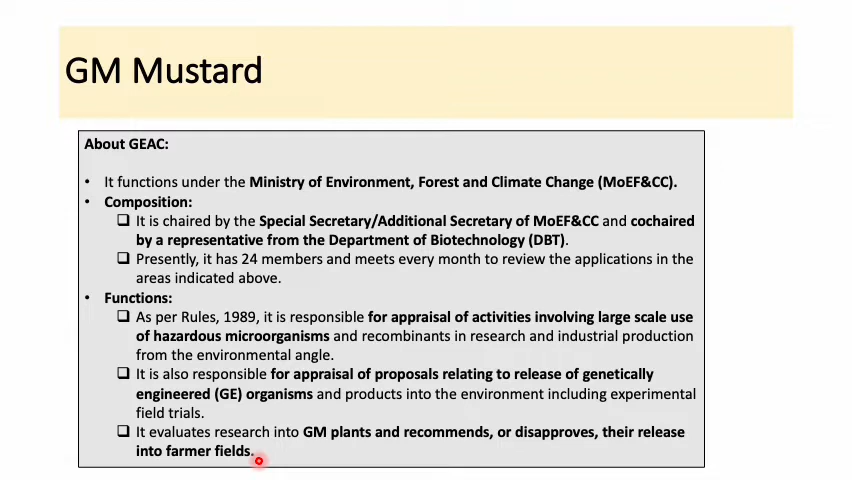 GM Mustard
About GEAC:
• It functions under the Ministry of Environment, Forest and Climate Change (MoEF&CC).
• Composition:
❑ It is chaired by the Special Secretary/Additional Secretary of MoEF&CC and cochaired
by a representative from the Department of Biotechnology (DBT).
❑ Presently, it has 24 members and meets every month to review the applications in the
areas indicated above.
• Functions:
❑ As per Rules, 1989, it is responsible for appraisal of activities involving large scale use
of hazardous microorganisms and recombinants in research and industrial production
from the environmental angle.
❑ It is also responsible for appraisal of proposals relating to release of genetically
engineered (GE) organisms and products into the environment including experimental
field trials.
❑ It evaluates research into GM plants and recommends, or disapproves, their release
into farmer fields.